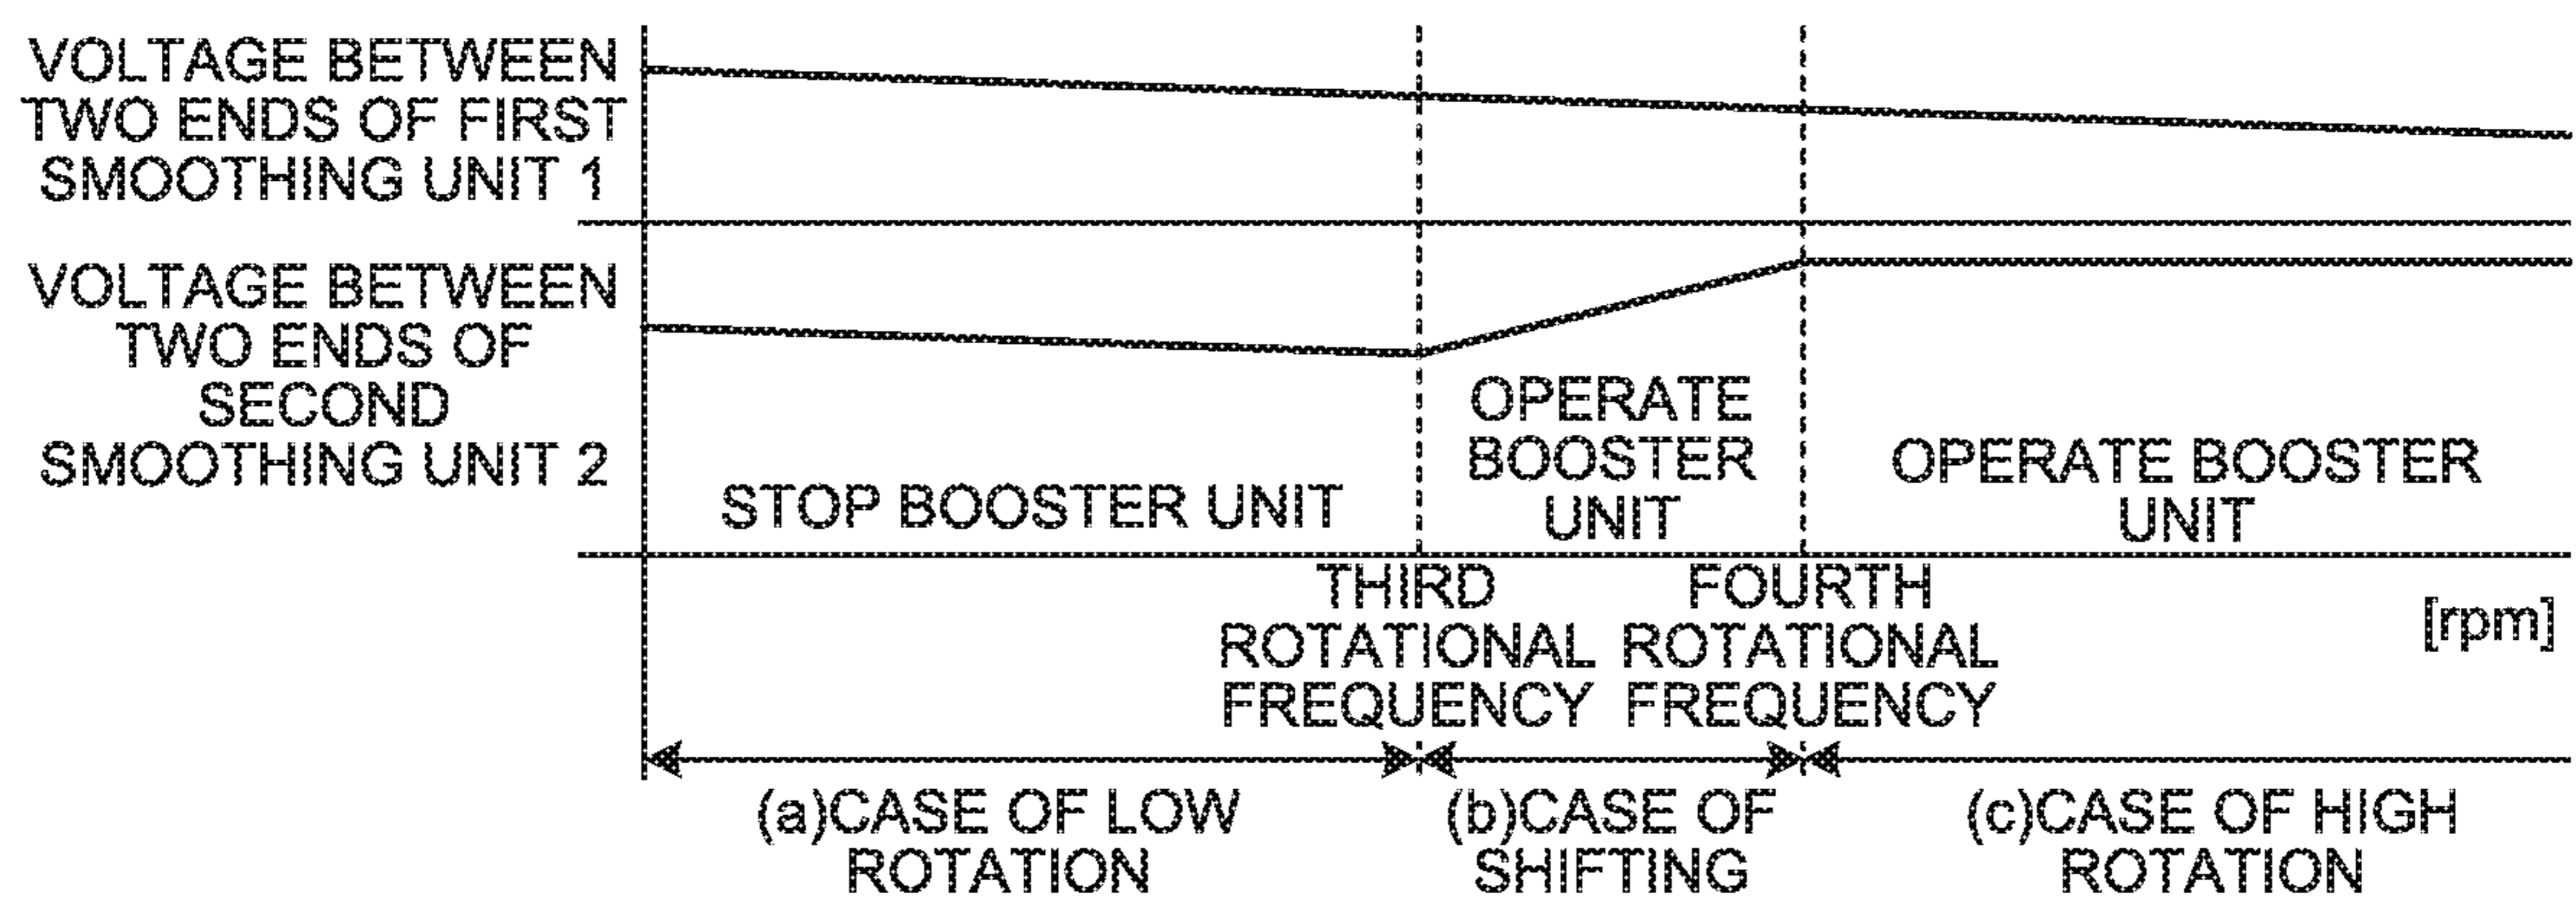 VOLTAGE BETWEEN
TWO ENDS OF FIRST
SMOOTHING UNIT 1
VOLTAGE BETWEEN
TWO ENDS OF
SECOND
SMOOTHING UNIT 2
STOP BOOSTER UNIT
OPERATE
BOOSTER
UNIT
OPERATE BOOSTER
UNIT
THIRD
ROTATIONAL
FREQUENCY
FOURTH
ROTATIONAL
FREQUENCY
[rpm]
(a)CASE OF LOW
ROTATION
(b)CASE OF
SHIFTING
(c)CASE OF HIGH
ROTATION